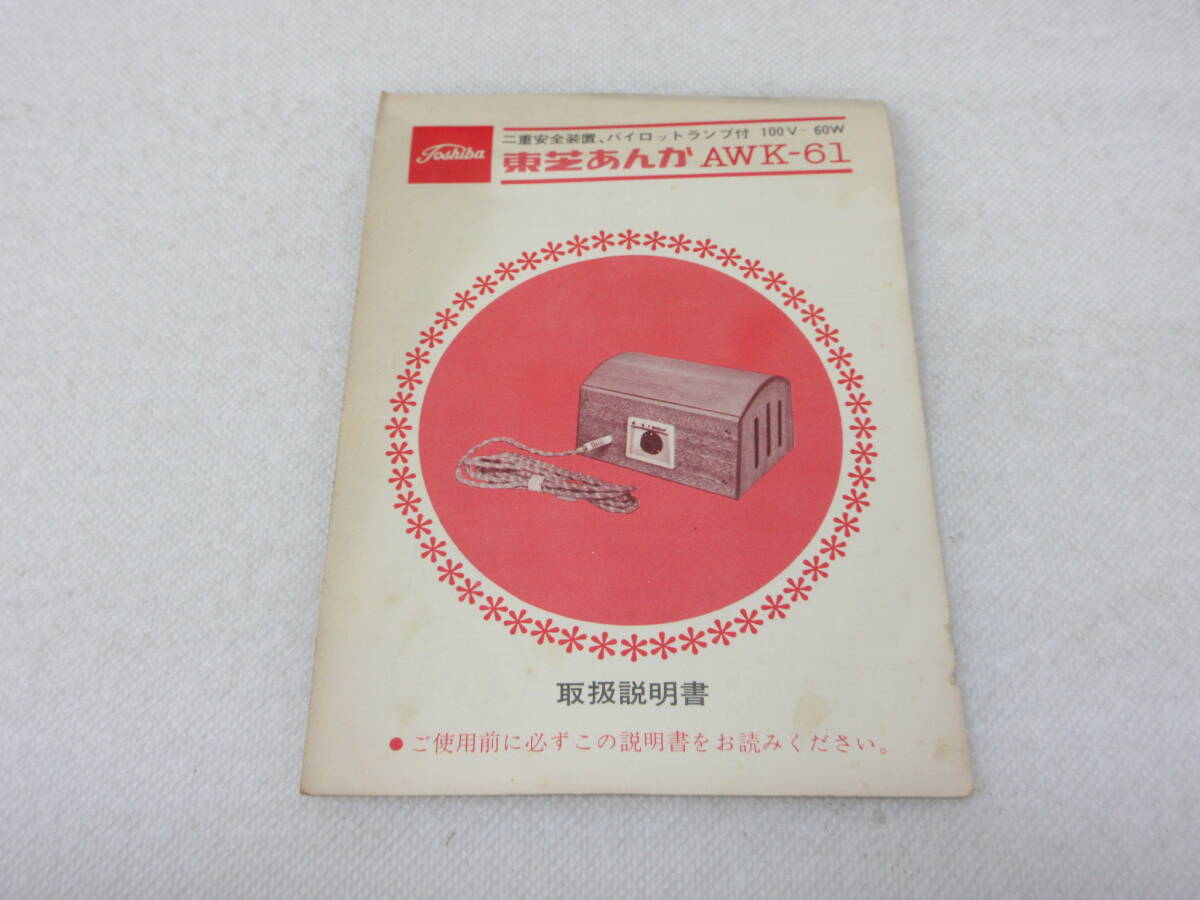 Toshiba
二重安全装置、パイロットランプ付 100V-60W
東芝あんか AWK-61
取扱説明書
●ご使用前に必ずこの説明書をお読みください。